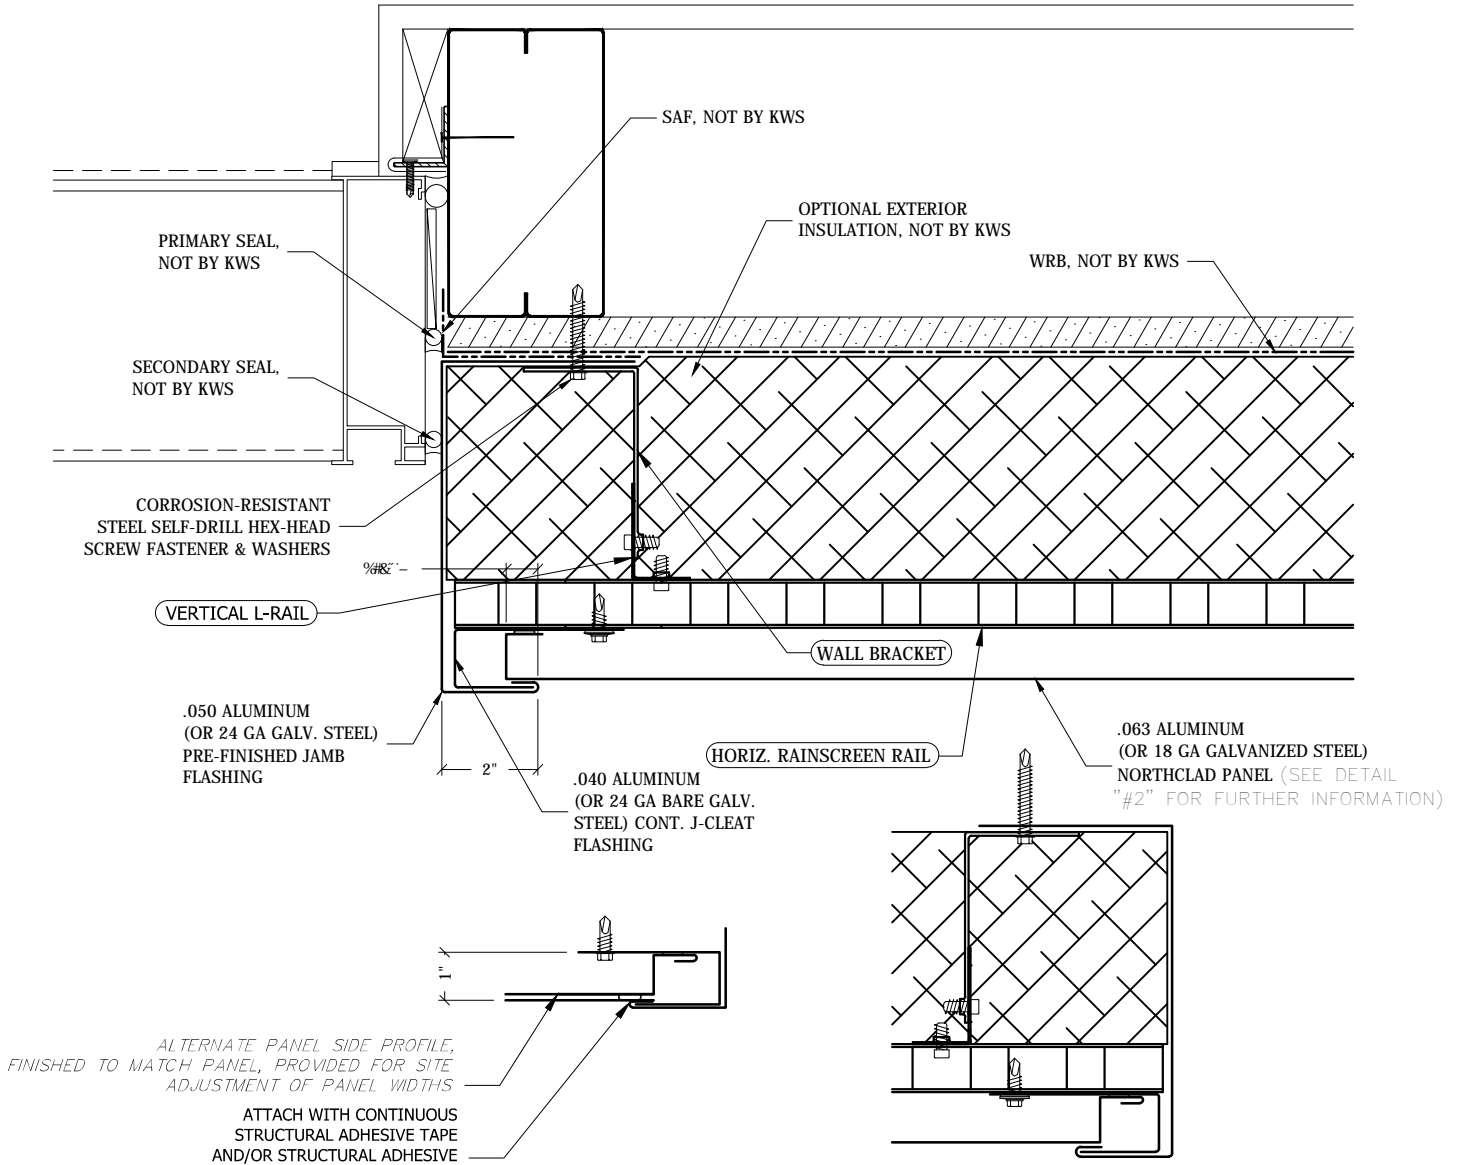 SAF, NOT BY KWS
OPTIONAL EXTERIOR
INSULATION, NOT BY KWS
WRB, NOT BY KWS
PRIMARY SEAL,
NOT BY KWS
SECONDARY SEAL,
NOT BY KWS
CORROSION-RESISTANT
STEEL SELF-DRILL HEX-HEAD
SCREW FASTENER & WASHERS
VERTICAL L-RAIL
WALL BRACKET
.050 ALUMINUM
(OR 24 GA GALV. STEEL)
PRE-FINISHED JAMB
FLASHING
2"
HORIZ. RAINSCREEN RAIL
.063 ALUMINUM
(OR 18 GA GALVANIZED STEEL)
NORTHCLAD PANEL (SEE DETAIL
"#2" FOR FURTHER INFORMATION)
.040 ALUMINUM
(OR 24 GA BARE GALV.
STEEL) CONT. J-CLEAT
FLASHING
1"
ALTERNATE PANEL SIDE PROFILE,
FINISHED TO MATCH PANEL, PROVIDED FOR SITE
ADJUSTMENT OF PANEL WIDTHS
ATTACH WITH CONTINUOUS
STRUCTURAL ADHESIVE TAPE
AND/OR STRUCTURAL ADHESIVE